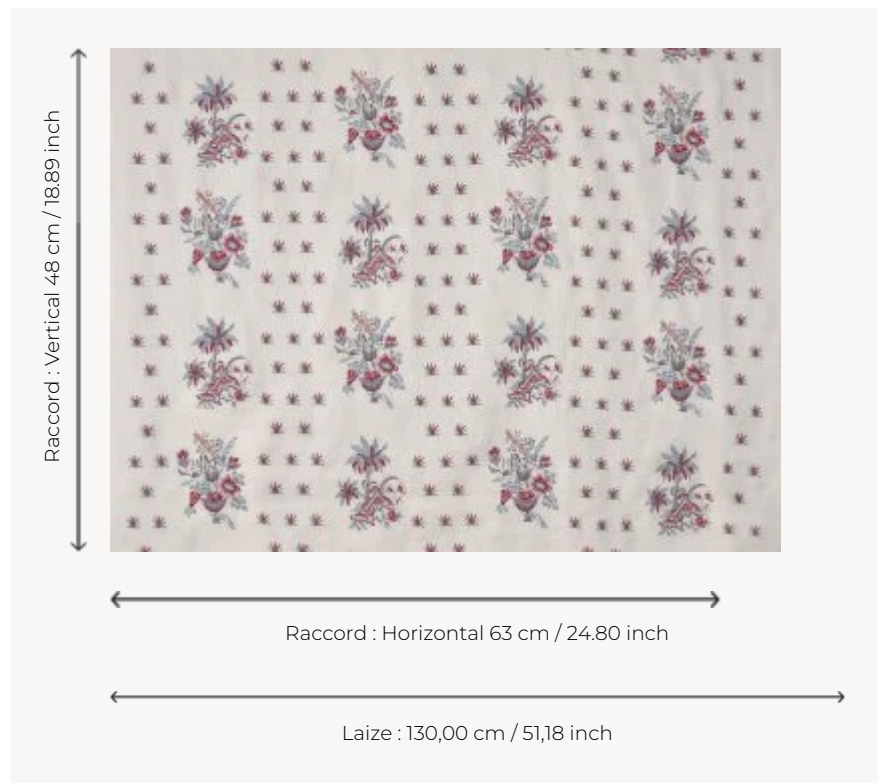 Raccord : Vertical 48 cm / 18.89 inch
Raccord : Horizontal 63 cm / 24.80 inch
Laize : 130,00 cm / 51,18 inch